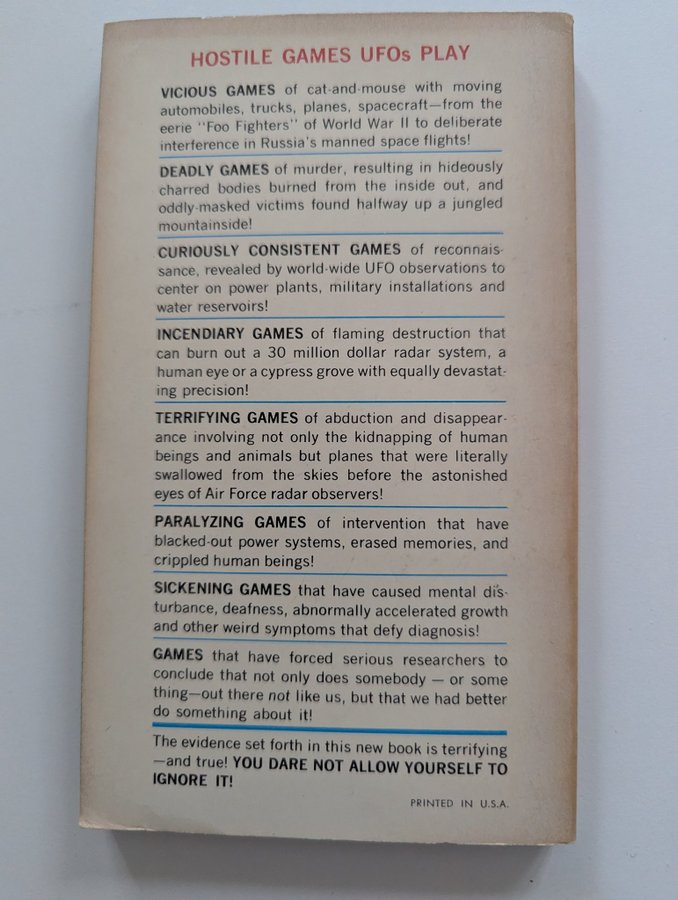 HOSTILE GAMES UFOs PLAY
VICIOUS GAMES of cat-and-mouse with moving
automobiles, trucks, planes, spacecraft—from the
eerie "Foo Fighters" of World War II to deliberate
interference in Russia's manned space flights!
DEADLY GAMES of murder, resulting in hideously
charred bodies burned from the inside out, and
oddly-masked victims found halfway up a jungled
mountainside!
CURIOUSLY CONSISTENT GAMES of reconnais-
sance, revealed by world-wide UFO observations to
center on power plants, military installations and
water reservoirs!
INCENDIARY GAMES of flaming destruction that
can burn out a 30 million dollar radar system, a
human eye or a cypress grove with equally devastat-
ing precision!
TERRIFYING GAMES of abduction and disappear-
ance involving not only the kidnapping of human
beings and animals but planes that were literally
swallowed from the skies before the astonished
eyes of Air Force radar observers!
PARALYZING GAMES of intervention that have
blacked-out power systems, erased memories, and
crippled human beings!
SICKENING GAMES that have caused mental dis-
turbance, deafness, abnormally accelerated growth
and other weird symptoms that defy diagnosis!
GAMES that have forced serious researchers to
conclude that not only does somebody — or some
thing—out there not like us, but that we had better
do something about it!
The evidence set forth in this new book is terrifying
—and true! YOU DARE NOT ALLOW YOURSELF TO
IGNORE IT!
PRINTED IN U.S.A.